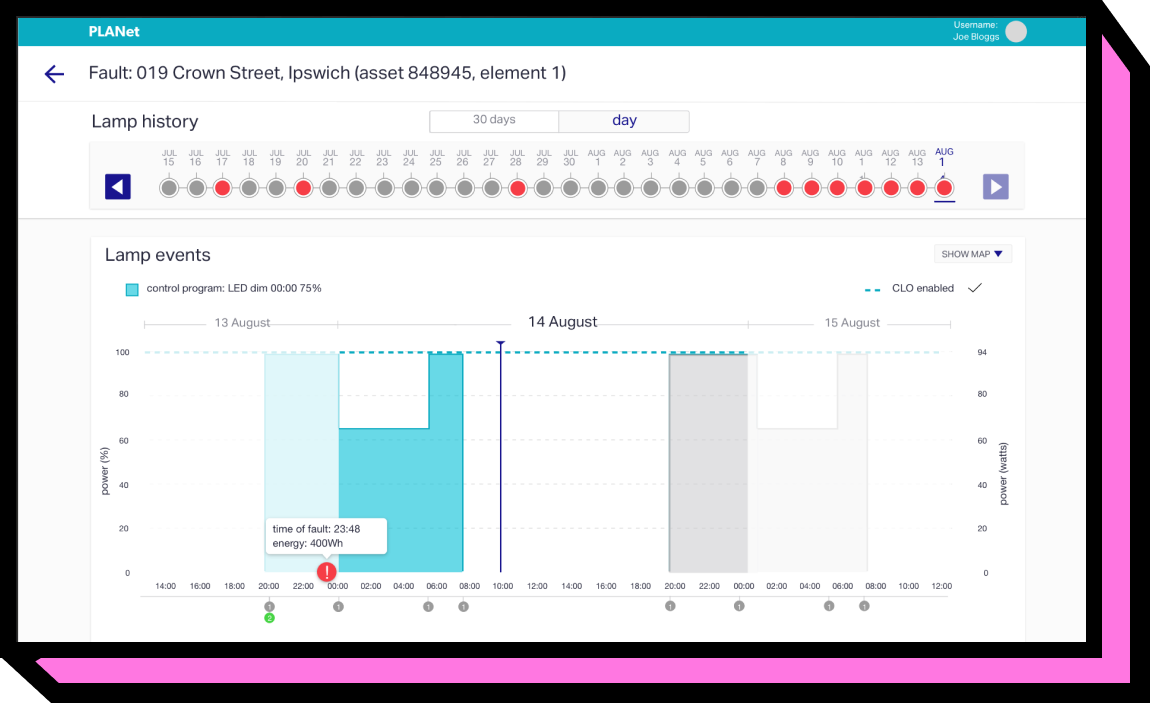 PLANet
Username:
Joe Bloggs
Fault: 019 Crown Street, Ipswich (asset 848945, element 1)
Lamp history
30 days
day
JUL 15
JUL 16
JUL 17
JUL 18
JUL 19
JUL 20
JUL 21
JUL 22
JUL 23
JUL 24
JUL 25
JUL 26
JUL 27
JUL 28
JUL 29
JUL 30
AUG 1
AUG 2
AUG 3
AUG 4
AUG 5
AUG 6
AUG 7
AUG 8
AUG 9
AUG 10
AUG 1
AUG 12
AUG 13
AUG 1
Lamp events
SHOW MAP
control program: LED dim 00:00 75%
CLO enabled
13 August
14 August
15 August
100
80
60
40
20
0
power (%)
94
80
60
40
20
0
power (watts)
time of fault: 23:48
energy: 400Wh
!
14:00 16:00 18:00 20:00 22:00 00:00 02:00 04:00 06:00 08:00 10:00 12:00 14:00 16:00 18:00 20:00 22:00 00:00 02:00 04:00 06:00 08:00 10:00 12:00
1 1 1 1 1 1 1 1
2